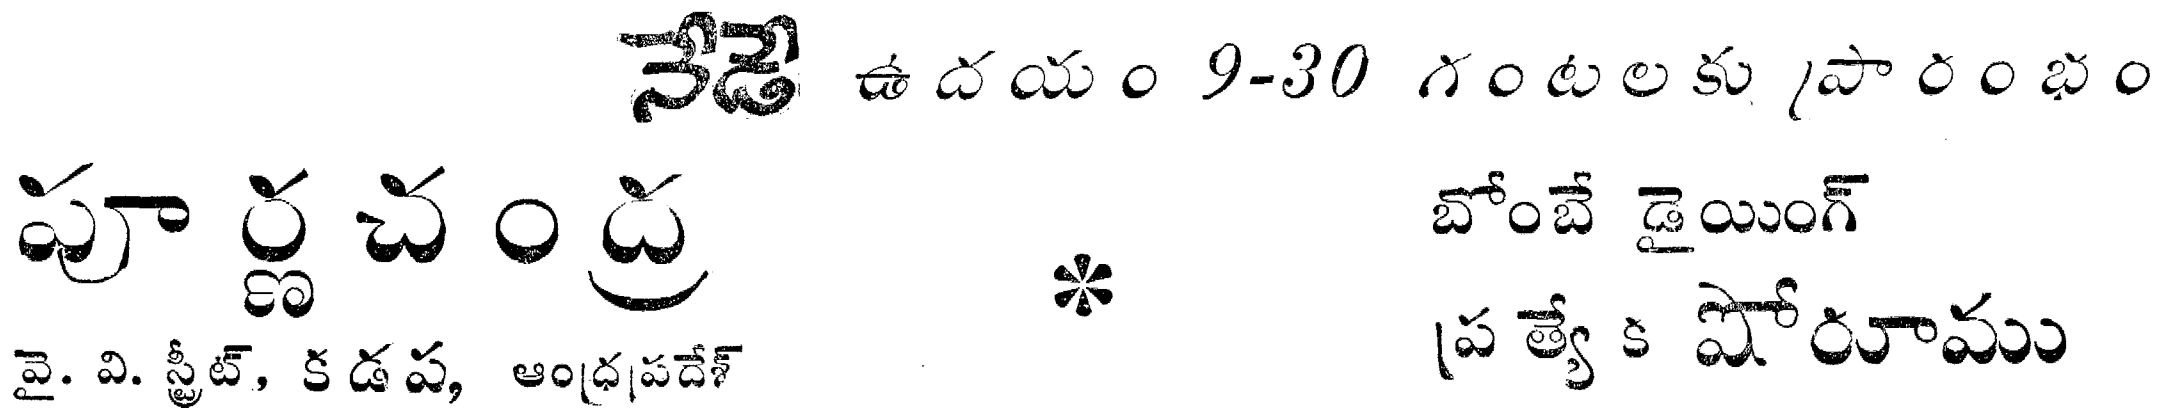 నేడే ఉదయం 9-30 గంటలకు ప్రారంభం
పూర్ణచంద్ర
వై. వి. స్ట్రీట్, కడప, ఆంధ్రప్రదేశ్
*
బోంబే డైయింగ్
ప్రత్యేక షోరూము